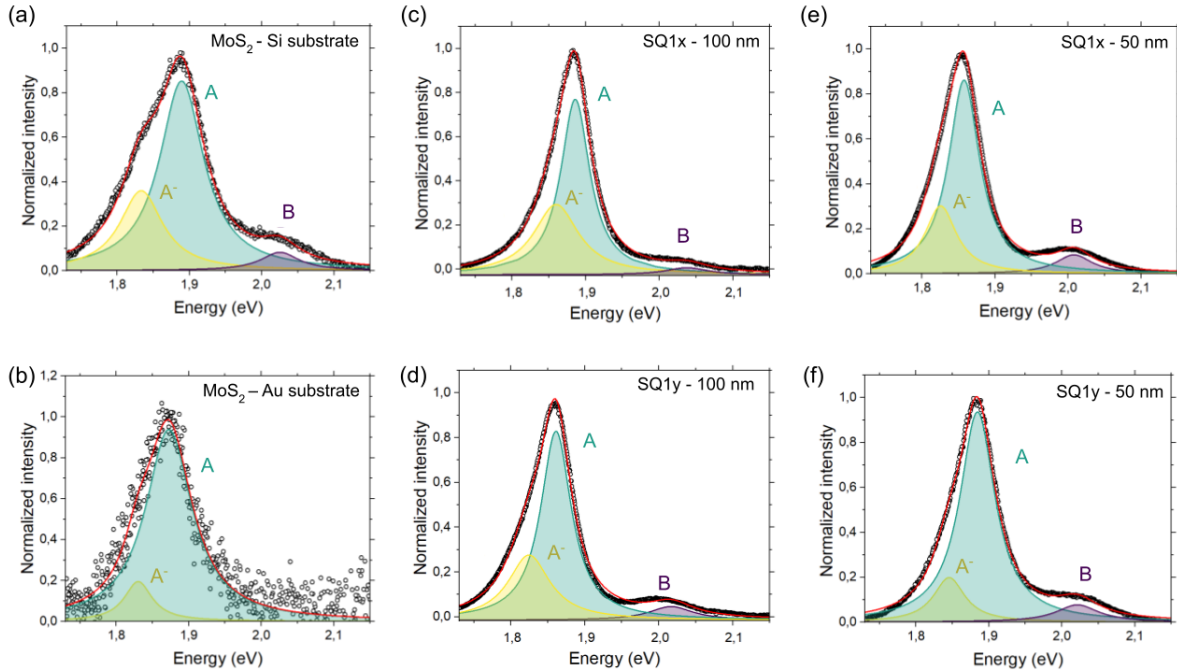 (a)
MoS₂ - Si substrate
1,0
0,8
0,6
0,4
0,2
0,0
Normalized intensity
A
A⁻
B
1,8
1,9
2,0
2,1
Energy (eV)
(c)
SQ1x - 100 nm
1,0
0,8
0,6
0,4
0,2
0,0
Normalized intensity
A
A⁻
B
1,8
1,9
2,0
2,1
Energy (eV)
(e)
SQ1x - 50 nm
1,0
0,8
0,6
0,4
0,2
0,0
Normalized intensity
A
A⁻
B
1,8
1,9
2,0
2,1
Energy (eV)
(b)
MoS₂ – Au substrate
1,2
1,0
0,8
0,6
0,4
0,2
0,0
Normalized intensity
A
A⁻
1,8
1,9
2,0
2,1
Energy (eV)
(d)
SQ1y - 100 nm
1,0
0,8
0,6
0,4
0,2
0,0
Normalized intensity
A
A⁻
B
1,8
1,9
2,0
2,1
Energy (eV)
(f)
SQ1y - 50 nm
1,0
0,8
0,6
0,4
0,2
0,0
Normalized intensity
A
A⁻
B
1,8
1,9
2,0
2,1
Energy (eV)